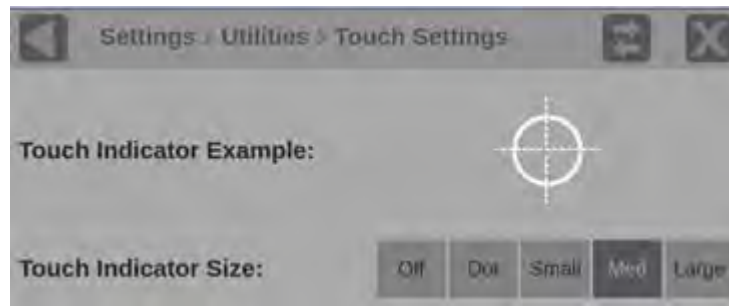 Settings > Utilities > Touch Settings
Touch Indicator Example:
Touch Indicator Size: Off Dot Small Med Large